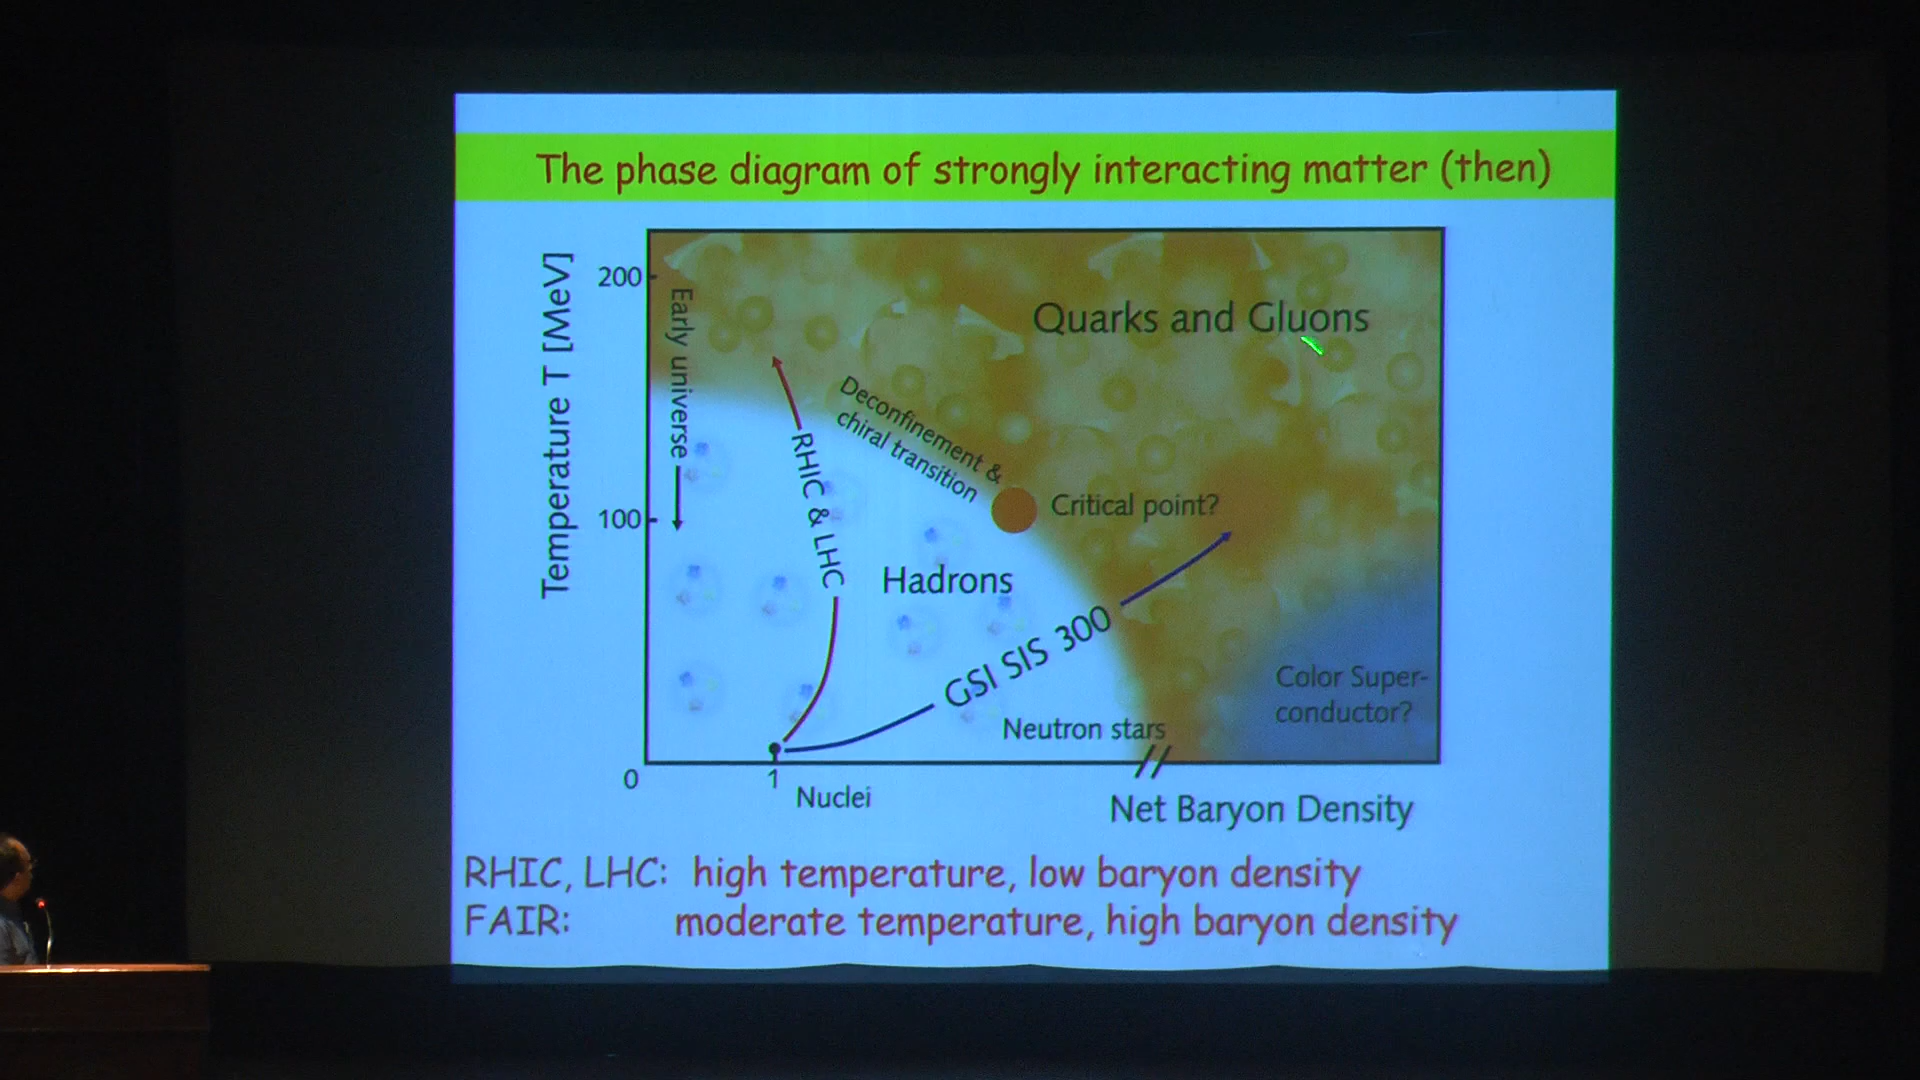 The phase diagram of strongly interacting matter (then)
Temperature T [MeV]
200
100
0
Early universe
RHIC & LHC
Deconfinement &
chiral transition
Quarks and Gluons
Critical point?
Hadrons
GSI SIS 300
Neutron stars
Color Super-
conductor?
1
Nuclei
Net Baryon Density
RHIC, LHC: high temperature, low baryon density
FAIR: moderate temperature, high baryon density